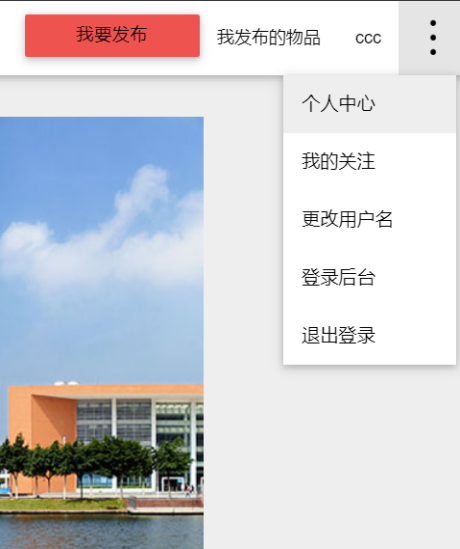 我要发布
我发布的物品
ccc
个人中心
我的关注
更改用户名
登录后台
退出登录